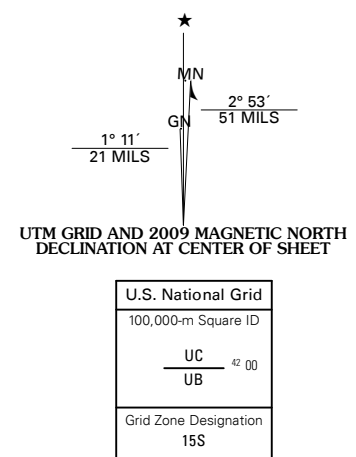 ★
MN
2° 53´
51 MILS
GN
1° 11´
21 MILS
UTM GRID AND 2009 MAGNETIC NORTH
DECLINATION AT CENTER OF SHEET
U.S. National Grid
100,000-m Square ID
UC
42 00
UB
Grid Zone Designation
15S